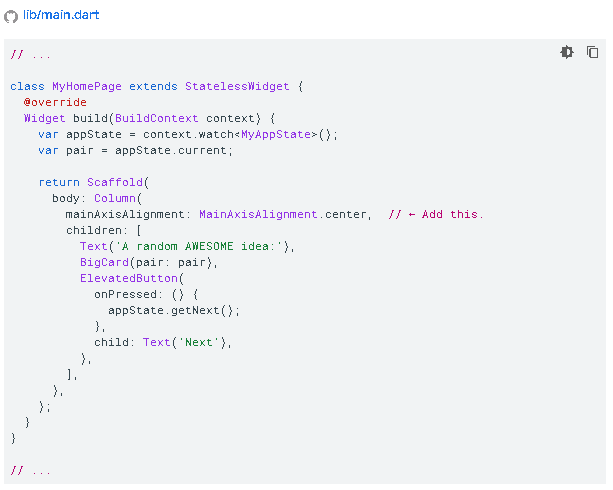 lib/main.dart
// ...
class MyHomePage extends StatelessWidget {
@override
Widget build(BuildContext context) {
var appState = context.watch<MyAppState>();
var pair = appState.current;
return Scaffold(
body: Column(
mainAxisAlignment: MainAxisAlignment.center,  // ← Add this.
children: [
Text('A random AWESOME idea:'),
BigCard(pair: pair),
ElevatedButton(
onPressed: () {
appState.getNext();
},
child: Text('Next'),
),
],
),
);
}
}
// ...